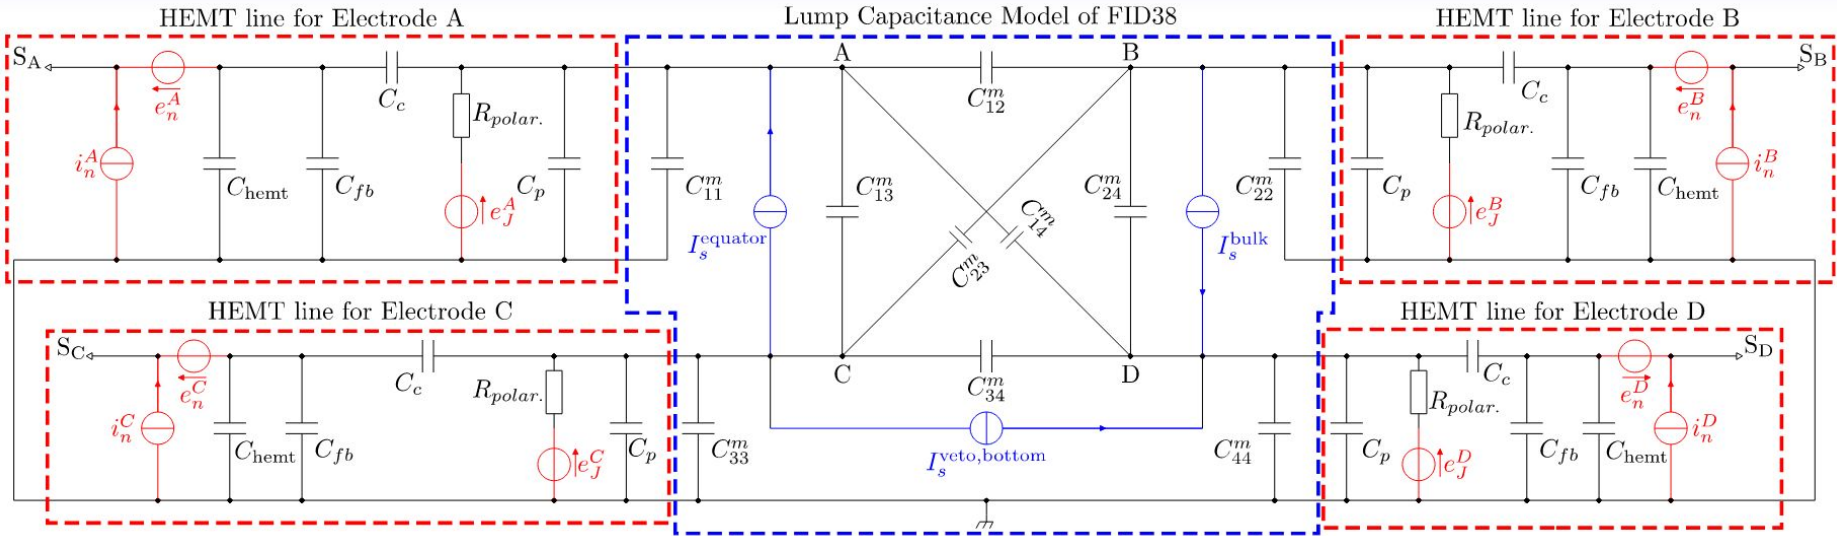 HEMT line for Electrode A
Lump Capacitance Model of FID38
HEMT line for Electrode B
S_A
e_n^A
i_n^A
C_hemt
C_fb
C_c
R_polar.
e_J^A
C_p
C_11^m
I_s^equator
A
C_13^m
C_12^m
B
C_14^m
C_23^m
C_24^m
I_s^bulk
C_22^m
C_p
R_polar.
e_J^B
C_c
C_fb
C_hemt
e_n^B
i_n^B
S_B
HEMT line for Electrode C
HEMT line for Electrode D
S_C
e_n^C
i_n^C
C_hemt
C_fb
C_c
R_polar.
e_J^C
C_p
C_33^m
C
C_34^m
D
I_s^veto,bottom
C_44^m
C_p
R_polar.
e_J^D
C_c
C_fb
C_hemt
e_n^D
i_n^D
S_D